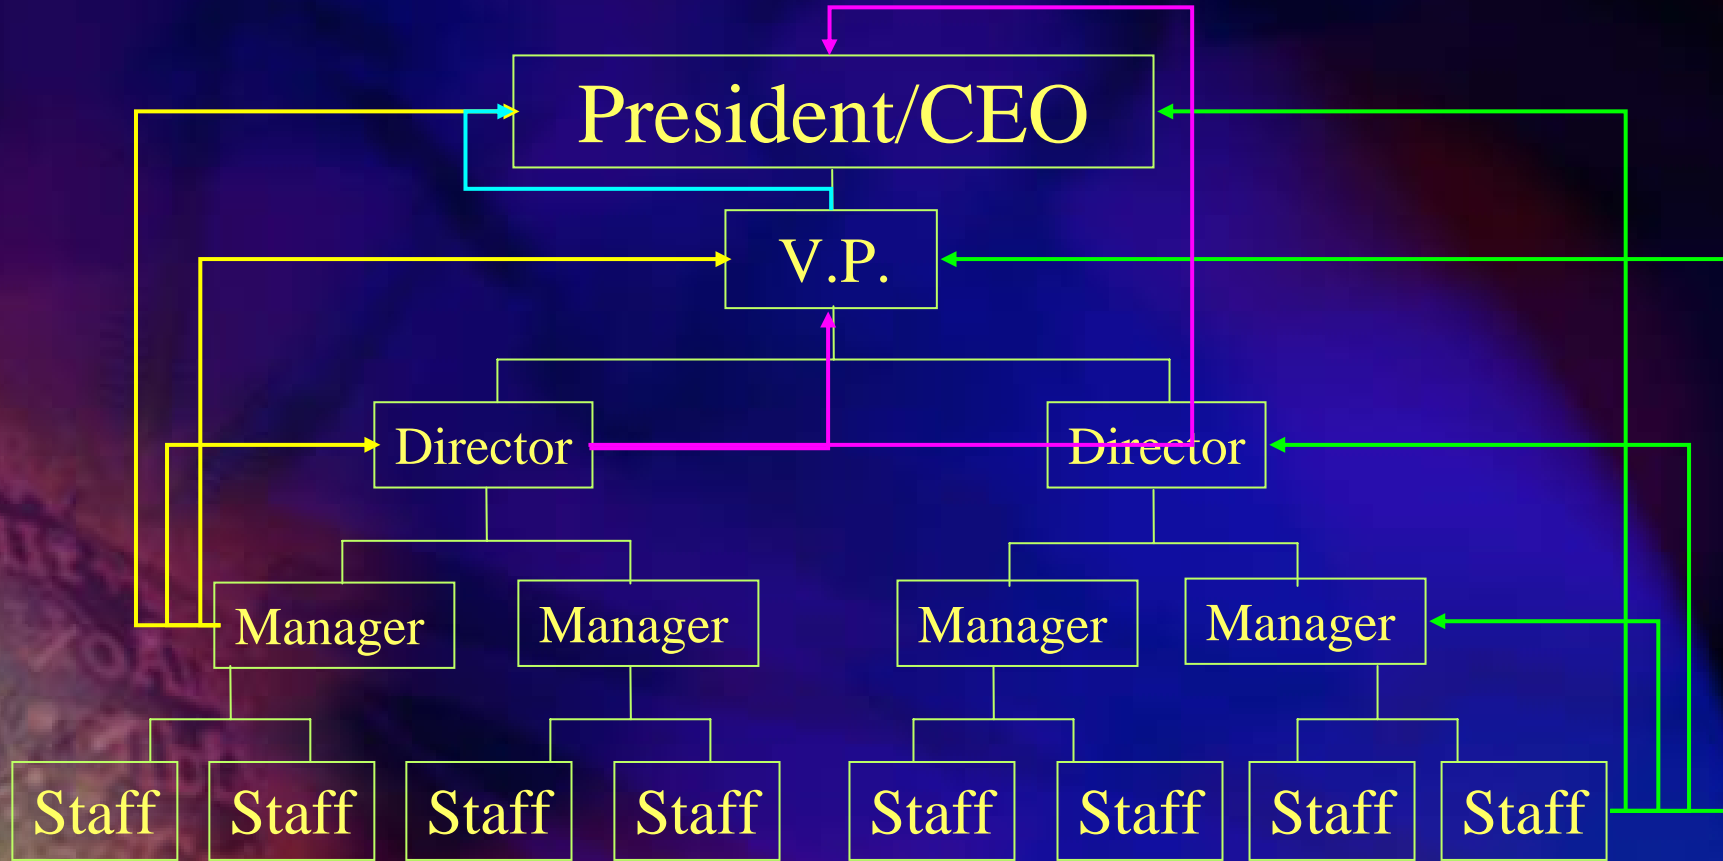 President/CEO
V.P.
Director
Director
Manager
Manager
Manager
Manager
Staff
Staff
Staff
Staff
Staff
Staff
Staff
Staff